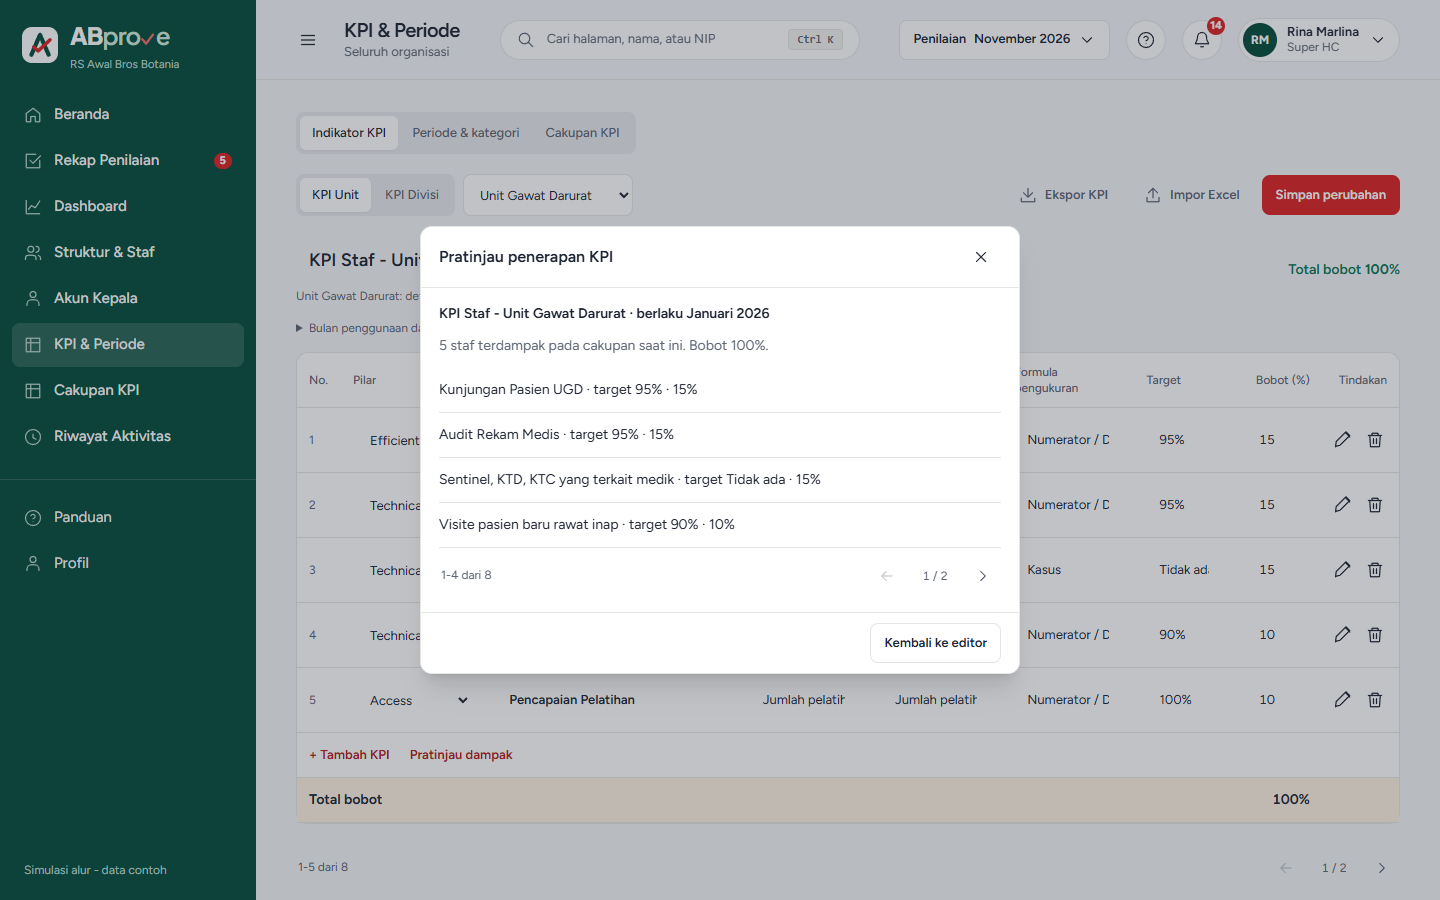 ABprove
RS Awal Bros Botania
Beranda
Rekap Penilaian 5
Dashboard
Struktur & Staf
Akun Kepala
KPI & Periode
Cakupan KPI
Riwayat Aktivitas
Panduan
Profil
Simulasi alur - data contoh
KPI & Periode
Seluruh organisasi
Cari halaman, nama, atau NIP Ctrl K
Penilaian November 2026
14
RM
Rina Marlina
Super HC
Indikator KPI Periode & kategori Cakupan KPI
KPI Unit KPI Divisi Unit Gawat Darurat
Ekspor KPI Impor Excel Simpan perubahan
KPI Staf - Uni
Total bobot 100%
Unit Gawat Darurat: de
Bulan penggunaan da
No. Pilar ormula
engukuran Target Bobot (%) Tindakan
1 Efficient Numerator / D 95% 15
2 Technica Numerator / D 95% 15
3 Technica Kasus Tidak ad 15
4 Technica Numerator / D 90% 10
5 Access Pencapaian Pelatihan Jumlah pelatih Jumlah pelatih Numerator / D 100% 10
+ Tambah KPI Pratinjau dampak
Total bobot 100%
1-5 dari 8 1 / 2
Pratinjau penerapan KPI
KPI Staf - Unit Gawat Darurat · berlaku Januari 2026
5 staf terdampak pada cakupan saat ini. Bobot 100%.
Kunjungan Pasien UGD · target 95% · 15%
Audit Rekam Medis · target 95% · 15%
Sentinel, KTD, KTC yang terkait medik · target Tidak ada · 15%
Visite pasien baru rawat inap · target 90% · 10%
1-4 dari 8 1 / 2
Kembali ke editor